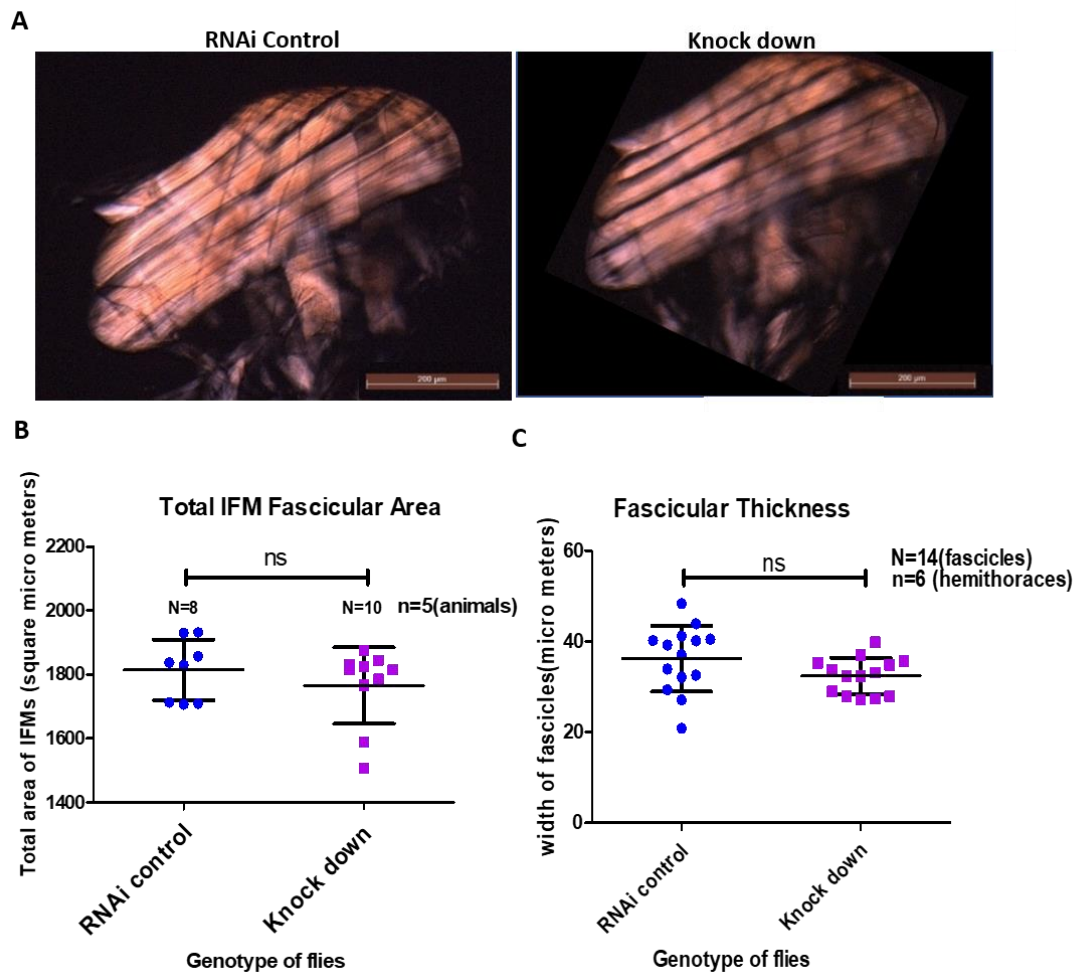 A
RNAi Control
Knock down
200 µm
200 µm
B
Total IFM Fascicular Area
Total area of IFMs (square micro meters)
2200
2000
1800
1600
1400
ns
N=8
N=10
n=5(animals)
RNAi control
Knock down
Genotype of flies
C
Fascicular Thickness
width of fascicles(micro meters)
60
40
20
0
ns
N=14(fascicles)
n=6 (hemithoraces)
RNAi control
Knock down
Genotype of flies